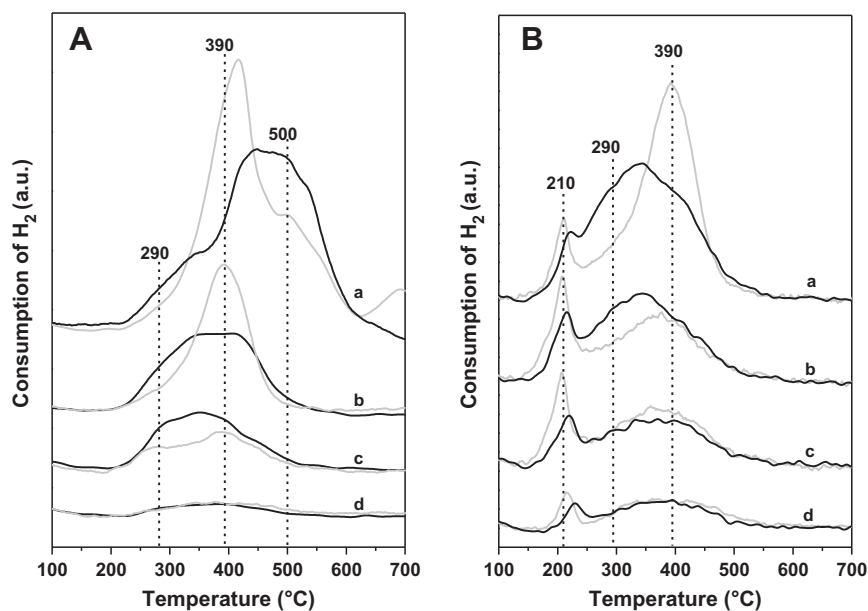 A
390
500
290
a
b
c
d
Consumption of H₂ (a.u.)
100 200 300 400 500 600 700
Temperature (°C)
B
390
290
210
a
b
c
d
Consumption of H₂ (a.u.)
100 200 300 400 500 600 700
Temperature (°C)